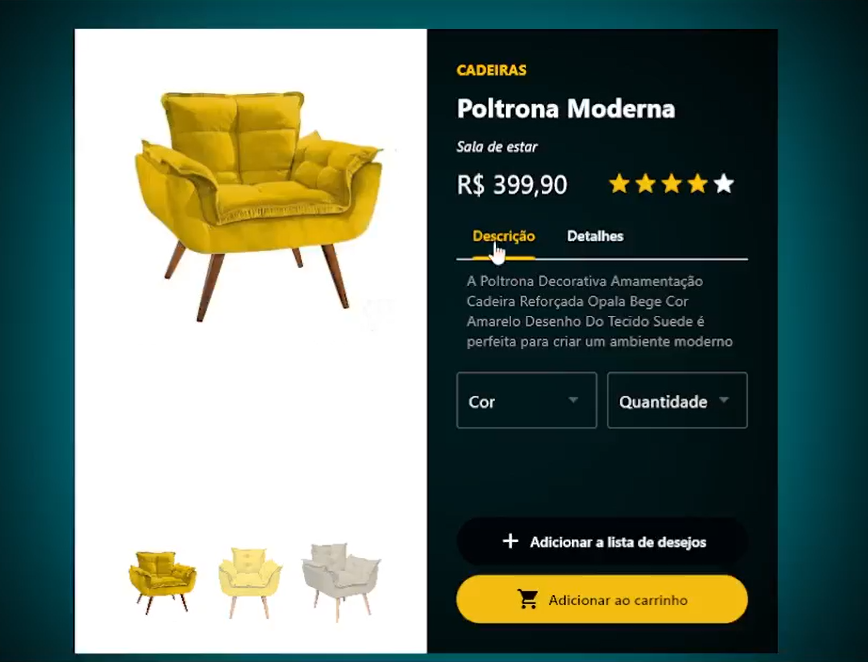 CADEIRAS
Poltrona Moderna
Sala de estar
R$ 399,90
Descrição Detalhes
A Poltrona Decorativa Amamentação
Cadeira Reforçada Opala Bege Cor
Amarelo Desenho Do Tecido Suede é
perfeita para criar um ambiente moderno
Cor Quantidade
Adicionar a lista de desejos
Adicionar ao carrinho